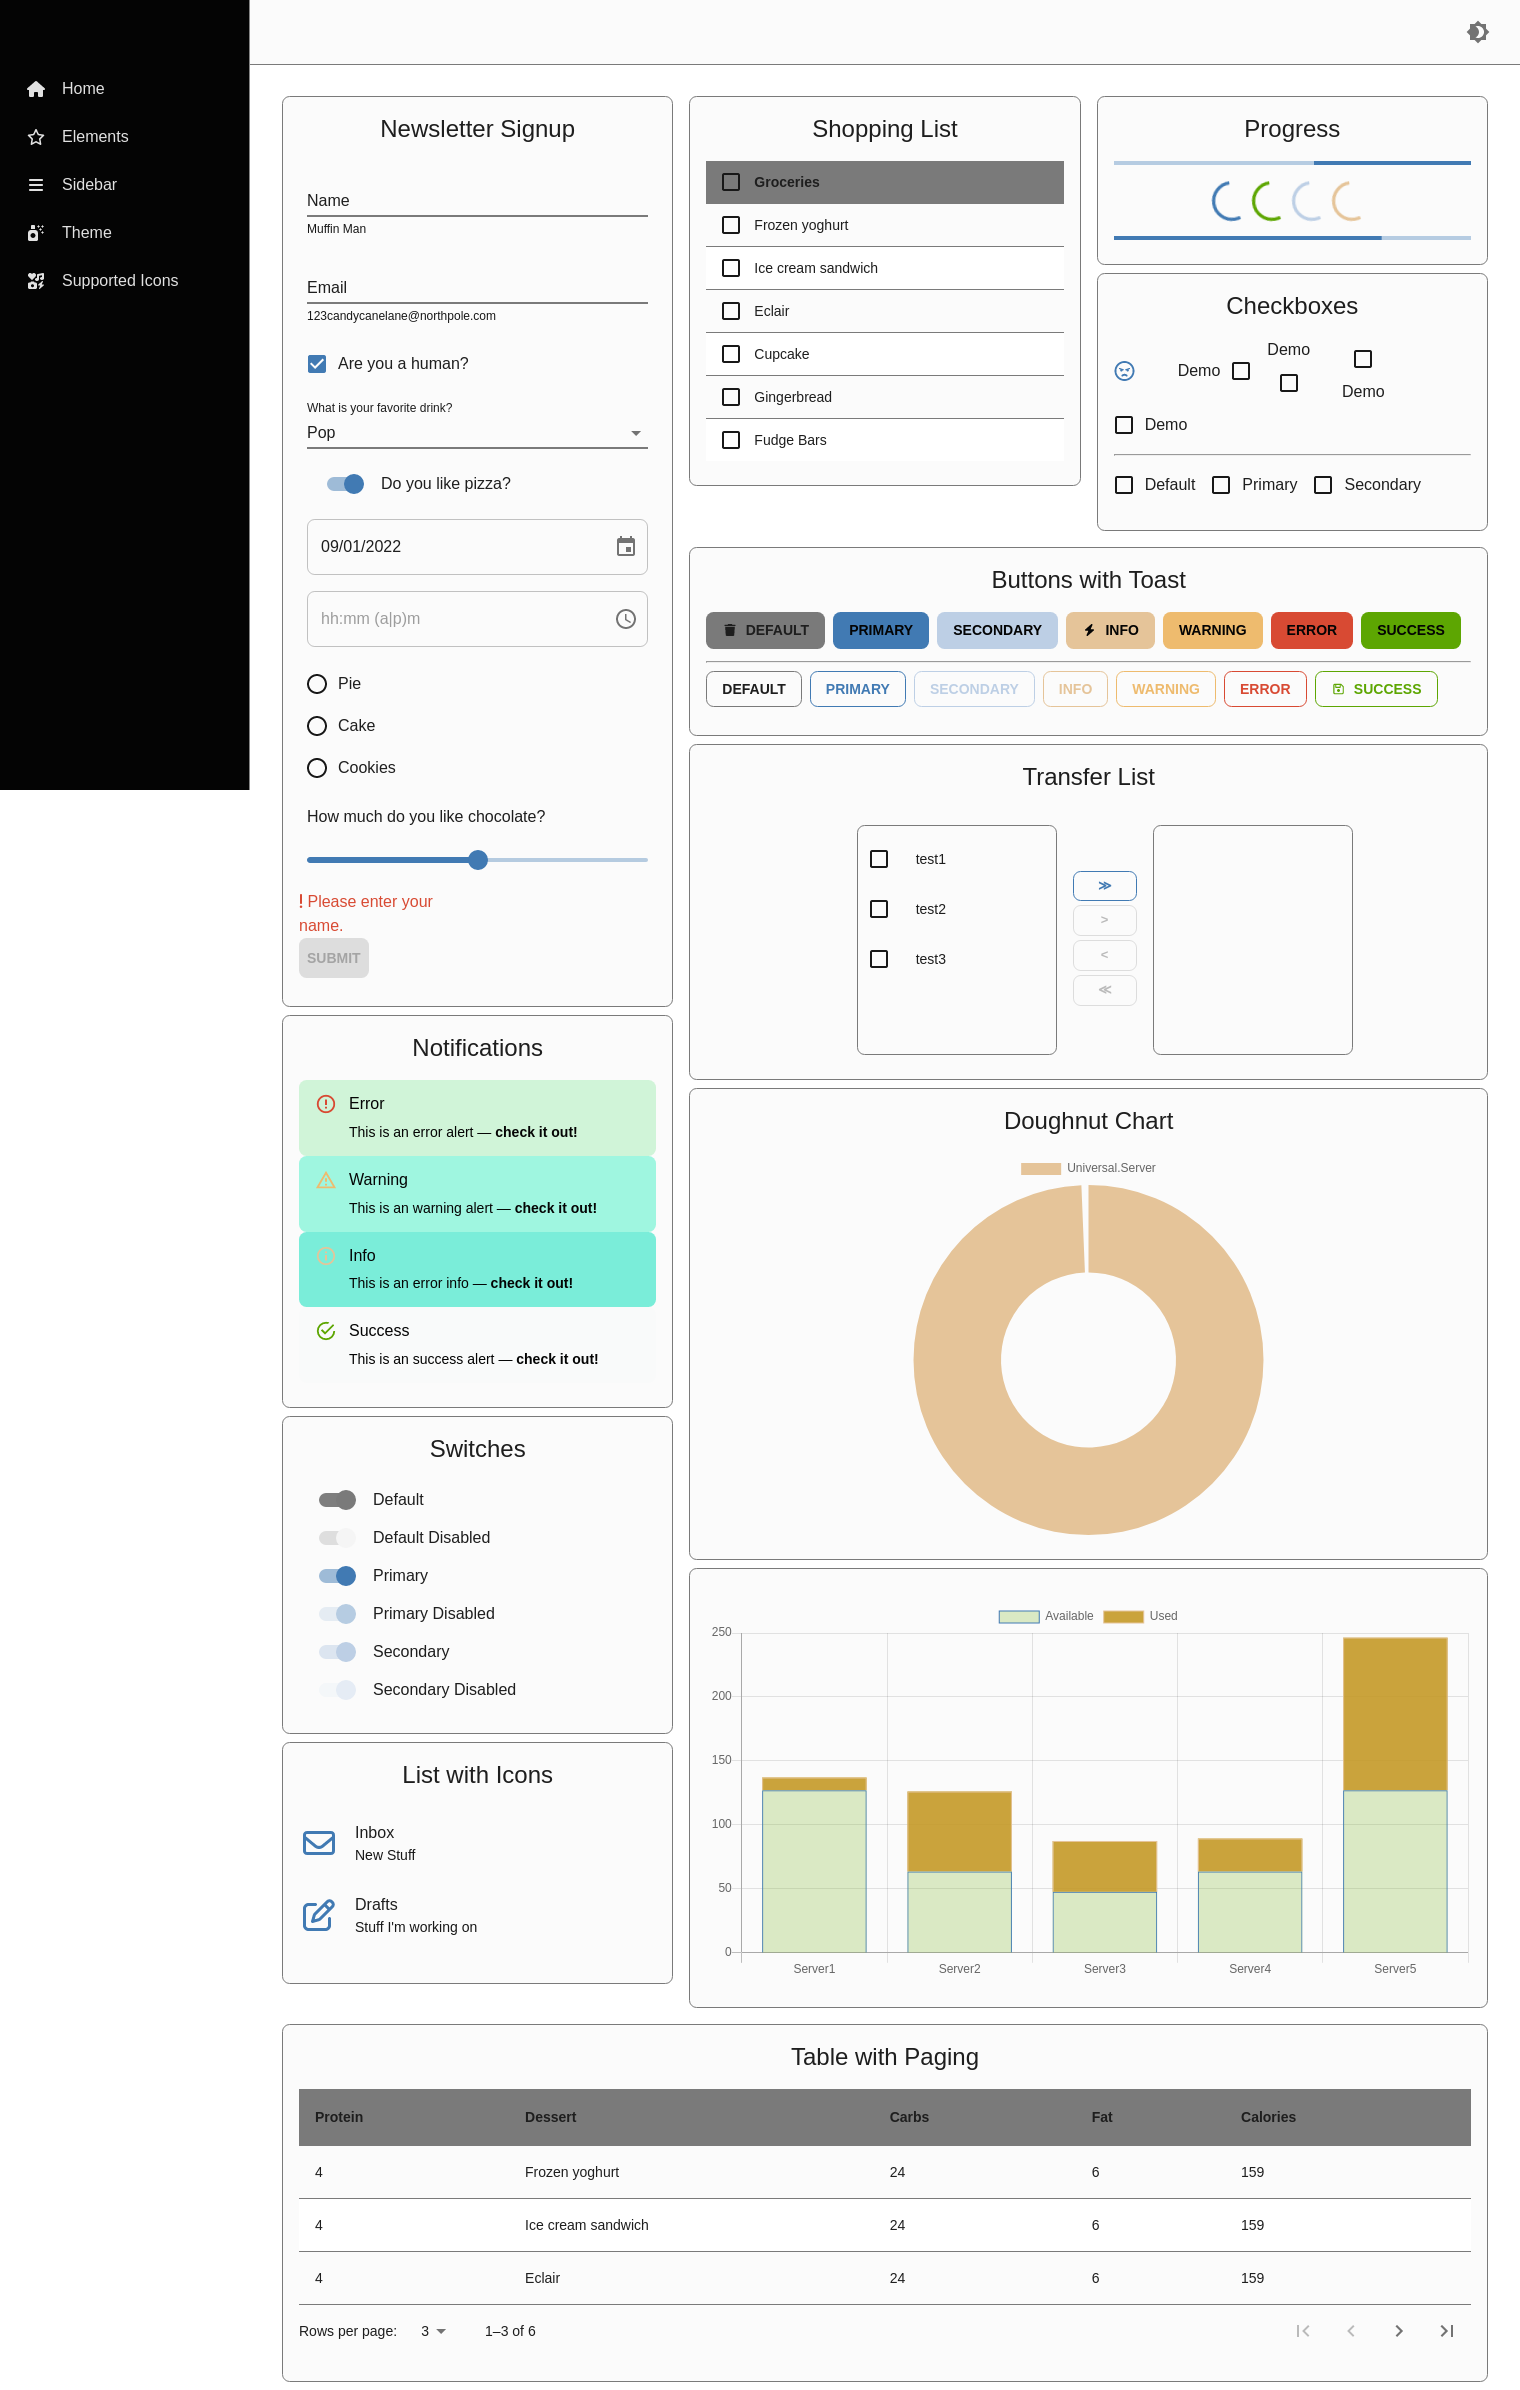 Home
Elements
Sidebar
Theme
Supported Icons
Newsletter Signup
Name
Muffin Man
Email
123candycanelane@northpole.com
Are you a human?
What is your favorite drink?
Pop
Do you like pizza?
09/01/2022
hh:mm (a|p)m
Pie
Cake
Cookies
How much do you like chocolate?
! Please enter your
name.
SUBMIT
Notifications
Error
This is an error alert — check it out!
Warning
This is an warning alert — check it out!
Info
This is an error info — check it out!
Success
This is an success alert — check it out!
Switches
Default
Default Disabled
Primary
Primary Disabled
Secondary
Secondary Disabled
List with Icons
Inbox
New Stuff
Drafts
Stuff I'm working on
Shopping List
Groceries
Frozen yoghurt
Ice cream sandwich
Eclair
Cupcake
Gingerbread
Fudge Bars
Progress
Checkboxes
Demo
Demo
Demo
Demo
Default Primary Secondary
Buttons with Toast
DEFAULT PRIMARY SECONDARY INFO WARNING ERROR SUCCESS
DEFAULT PRIMARY SECONDARY INFO WARNING ERROR SUCCESS
Transfer List
test1
test2
test3
≫
>
<
≪
Doughnut Chart
Universal.Server
Available Used
250
200
150
100
50
0
Server1 Server2 Server3 Server4 Server5
Table with Paging
Protein Dessert Carbs Fat Calories
4 Frozen yoghurt 24 6 159
4 Ice cream sandwich 24 6 159
4 Eclair 24 6 159
Rows per page: 3 1–3 of 6